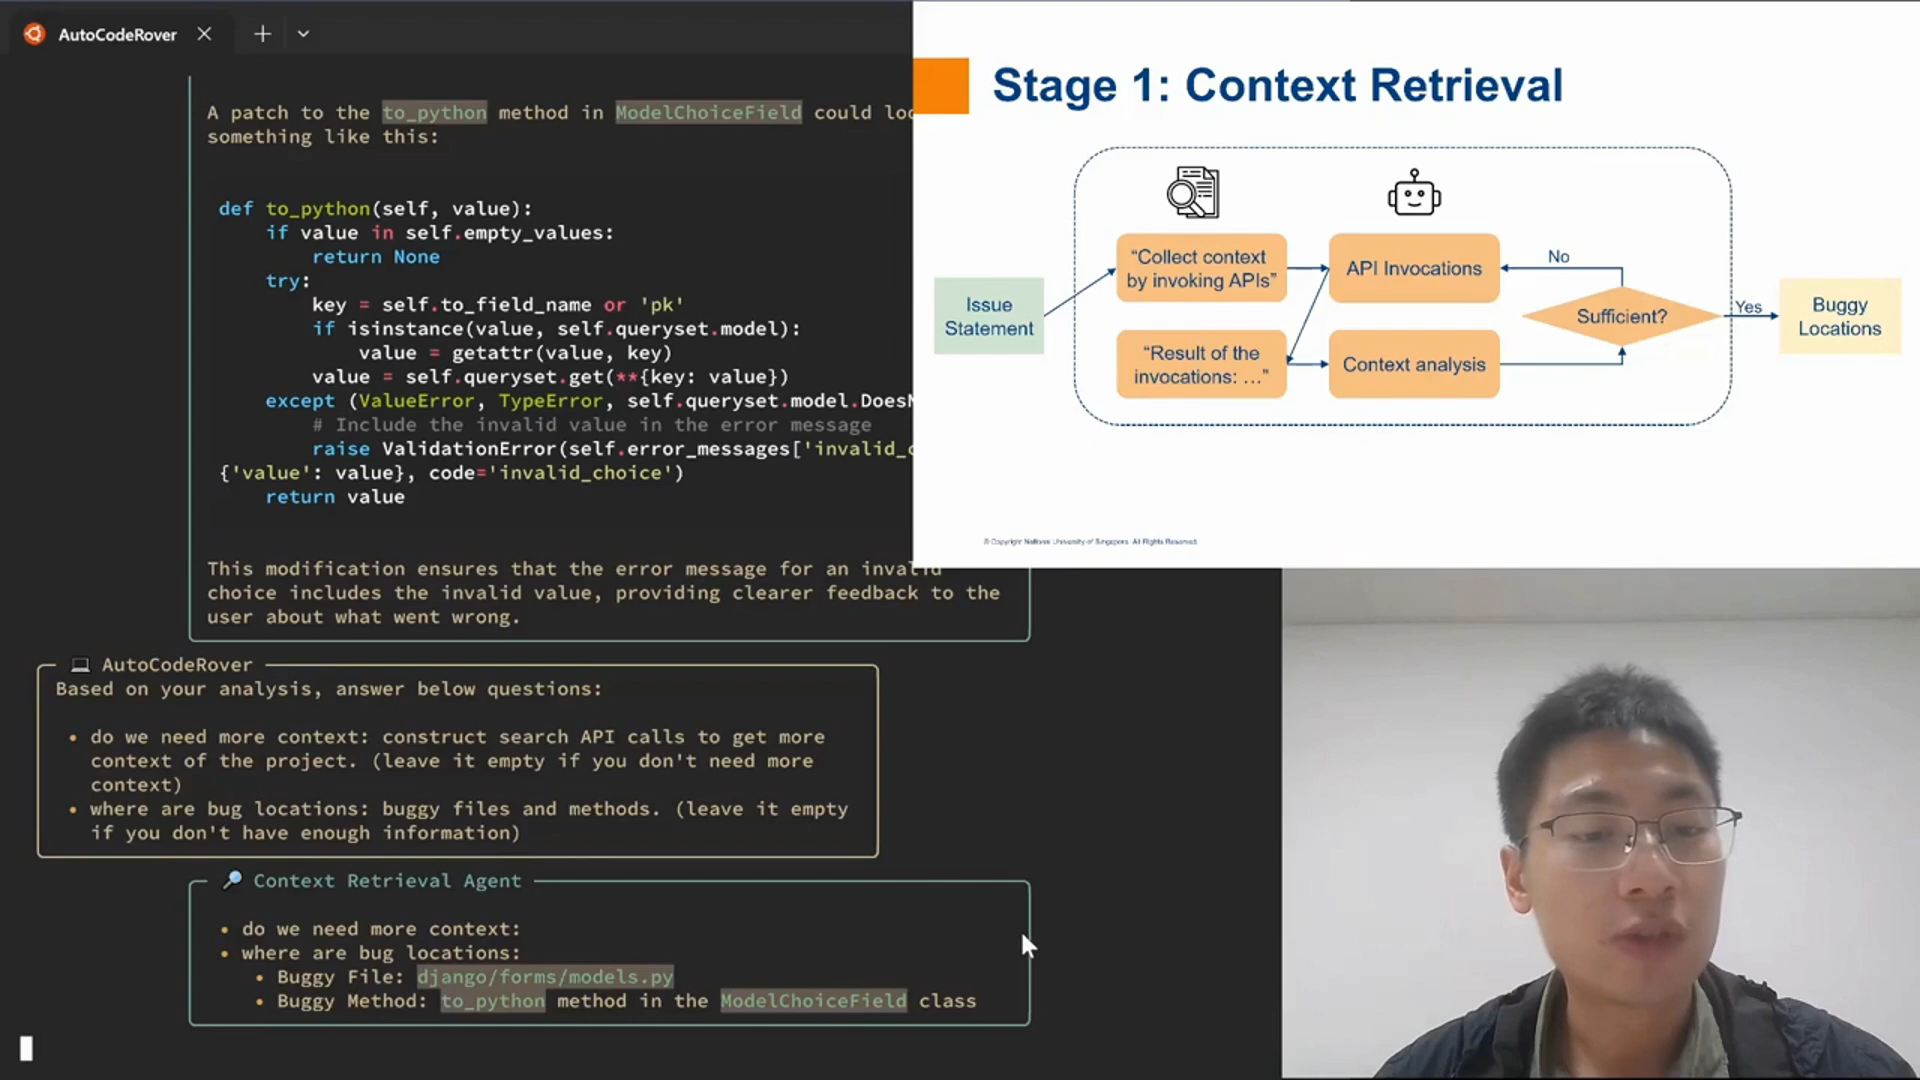 AutoCodeRover
A patch to the to_python method in ModelChoiceField could
something like this:
def to_python(self, value):
if value in self.empty_values:
return None
try:
key = self.to_field_name or 'pk'
if isinstance(value, self.queryset.model):
value = getattr(value, key)
value = self.queryset.get(**{key: value})
except (ValueError, TypeError, self.queryset.model.Does
# Include the invalid value in the error message
raise ValidationError(self.error_messages['invalid_
{'value': value}, code='invalid_choice')
return value
This modification ensures that the error message for an invalid
choice includes the invalid value, providing clearer feedback to the
user about what went wrong.
AutoCodeRover
Based on your analysis, answer below questions:
• do we need more context: construct search API calls to get more
context of the project. (leave it empty if you don't need more
context)
• where are bug locations: buggy files and methods. (leave it empty
if you don't have enough information)
Context Retrieval Agent
• do we need more context:
• where are bug locations:
• Buggy File: django/forms/models.py
• Buggy Method: to_python method in the ModelChoiceField class
Stage 1: Context Retrieval
Issue
Statement
“Collect context
by invoking APIs”
API Invocations
No
“Result of the
invocations: …”
Context analysis
Sufficient?
Yes
Buggy
Locations
© Copyright National University of Singapore. All Rights Reserved.